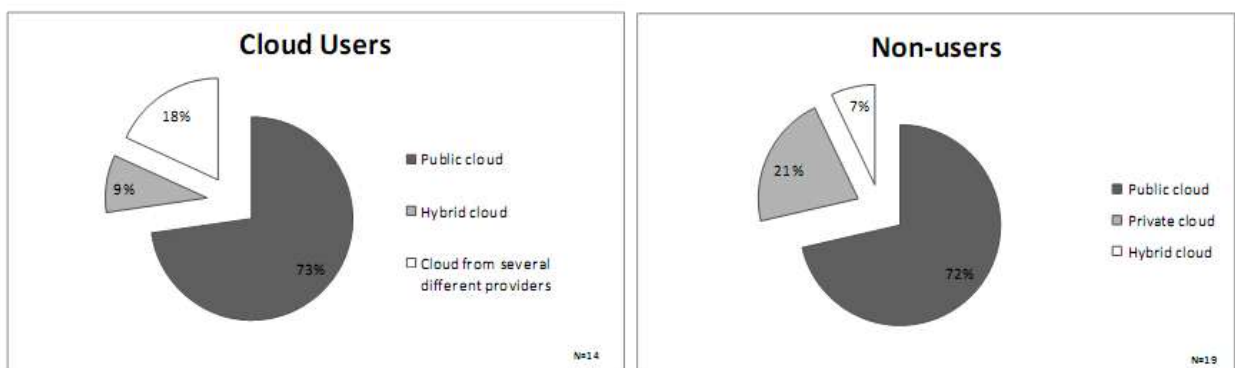 Cloud Users
18%
9%
73%
Public cloud
Hybrid cloud
Cloud from several
different providers
N=14
Non-users
7%
21%
72%
Public cloud
Private cloud
Hybrid cloud
N=19